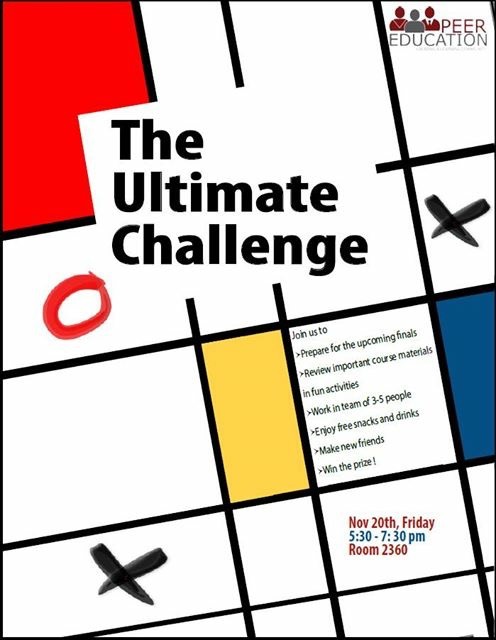 PEER
EDUCATION
The
Ultimate
Challenge
Join us to
>Prepare for the upcoming finals
>Review important course materials
in fun activities
>Work in team of 3-5 people
>Enjoy free snacks and drinks
>Make new friends
>Win the prize !
Nov 20th, Friday
5:30 - 7: 30 pm
Room 2360